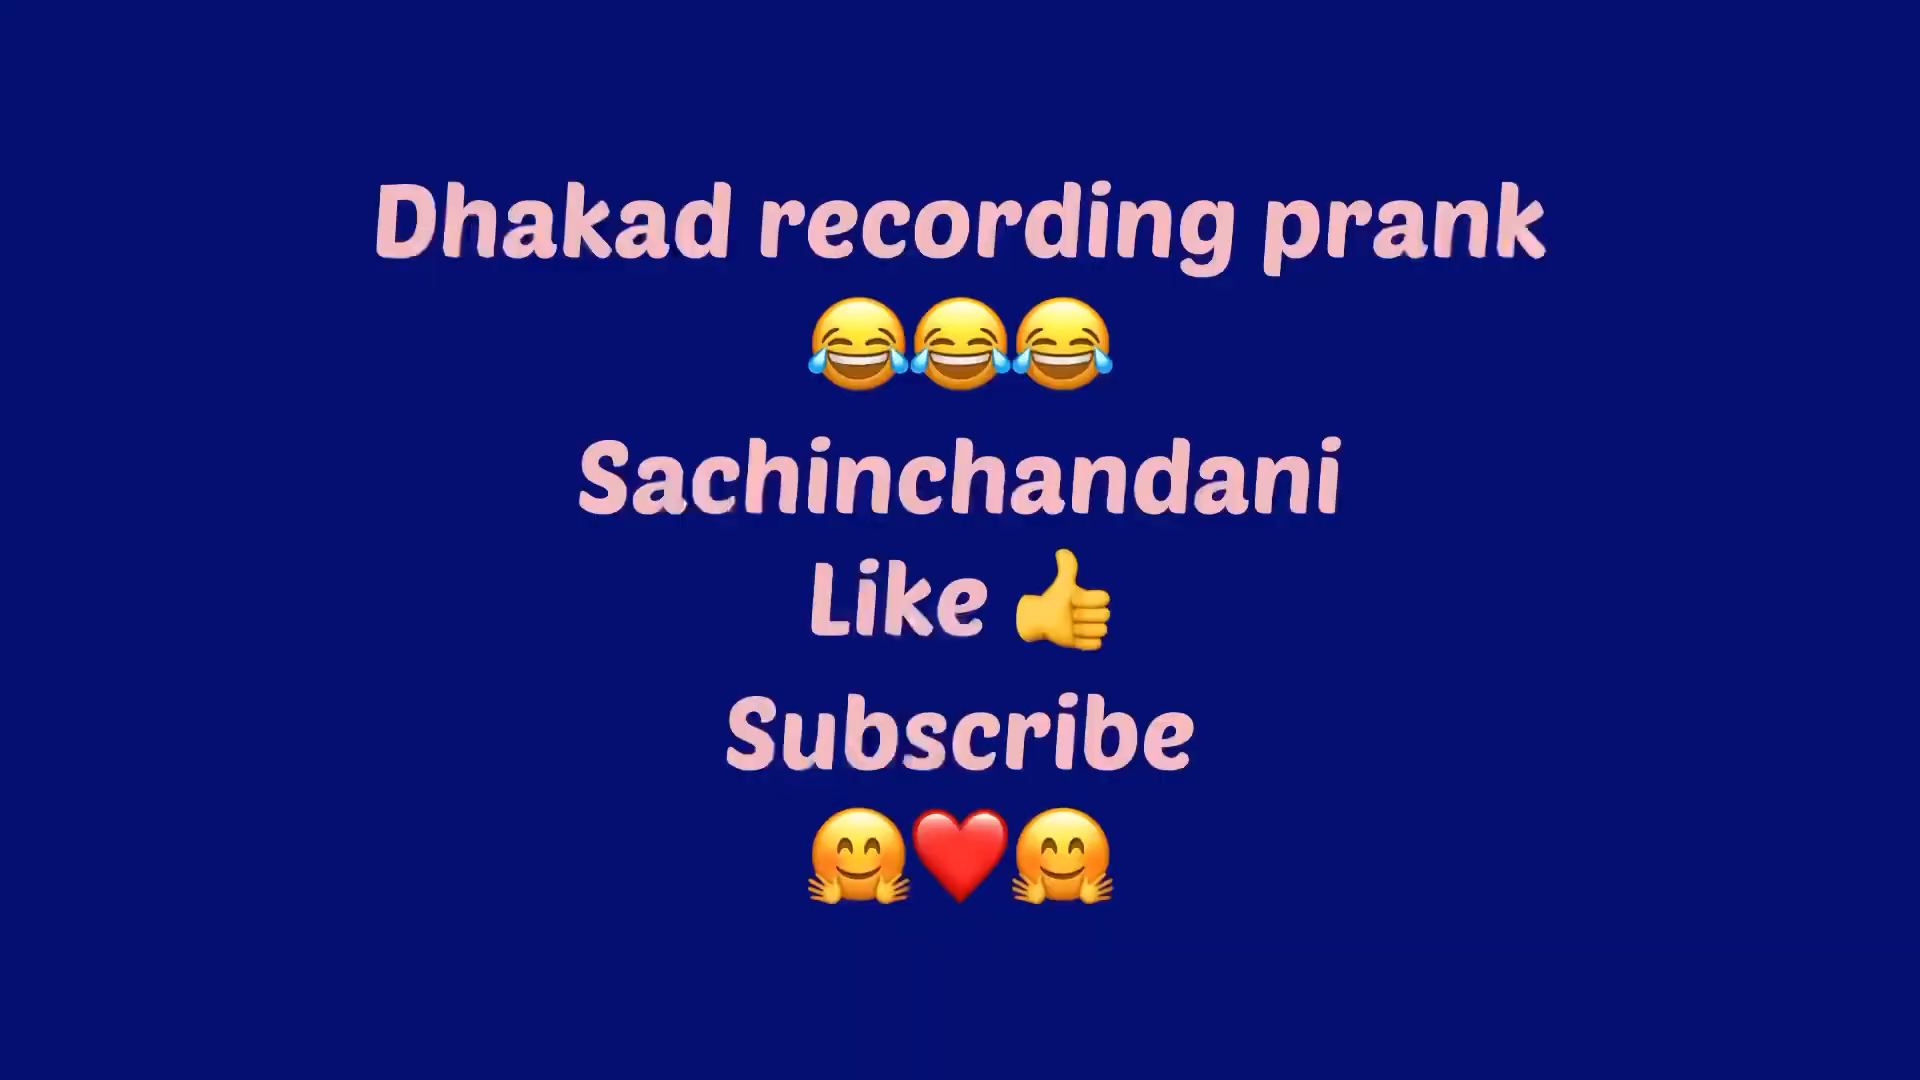 Dhakad recording prank
😂😂😂
Sachinchandani
Like 👍
Subscribe
🤗❤️🤗